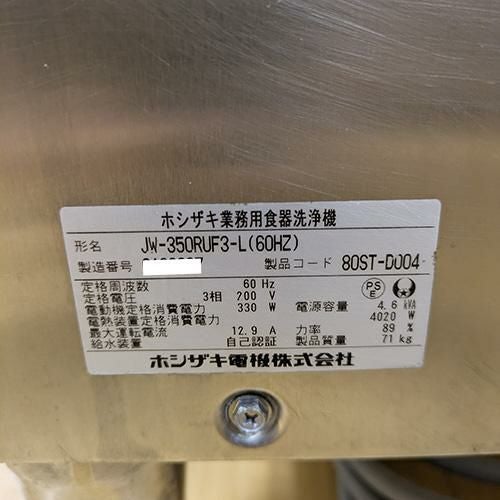 ホシザキ業務用食器洗浄機
形名 JW-350RUF3-L(60HZ)
製造番号 製品コード 80ST-D004
定格周波数 60 Hz
定格電圧 3相 200 V 電源容量 4.6 kVA
電動機定格消費電力 330 W
電熱装置定格消費電力 4020 W
最大運転電流 12.9 A 力率 89 %
給水装置 自己認証 製品質量 71 kg
ホシザキ電機株式会社
PS
E